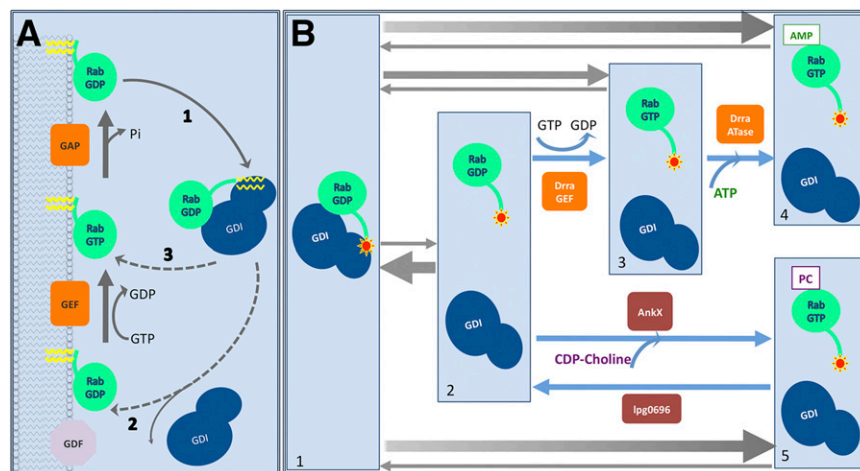 A
Rab
GDP
1
GAP
Pi
Rab
GDP
GDI
Rab
GTP
3
GEF
GDP
GTP
Rab
GDP
2
GDI
GDF
B
Rab
GDP
GDI
1
Rab
GDP
GDI
2
GTP GDP
Drra
GEF
Rab
GTP
GDI
3
Drra
ATase
ATP
AMP
Rab
GTP
GDI
4
AnkX
CDP-Choline
lpg0696
PC
Rab
GTP
GDI
5